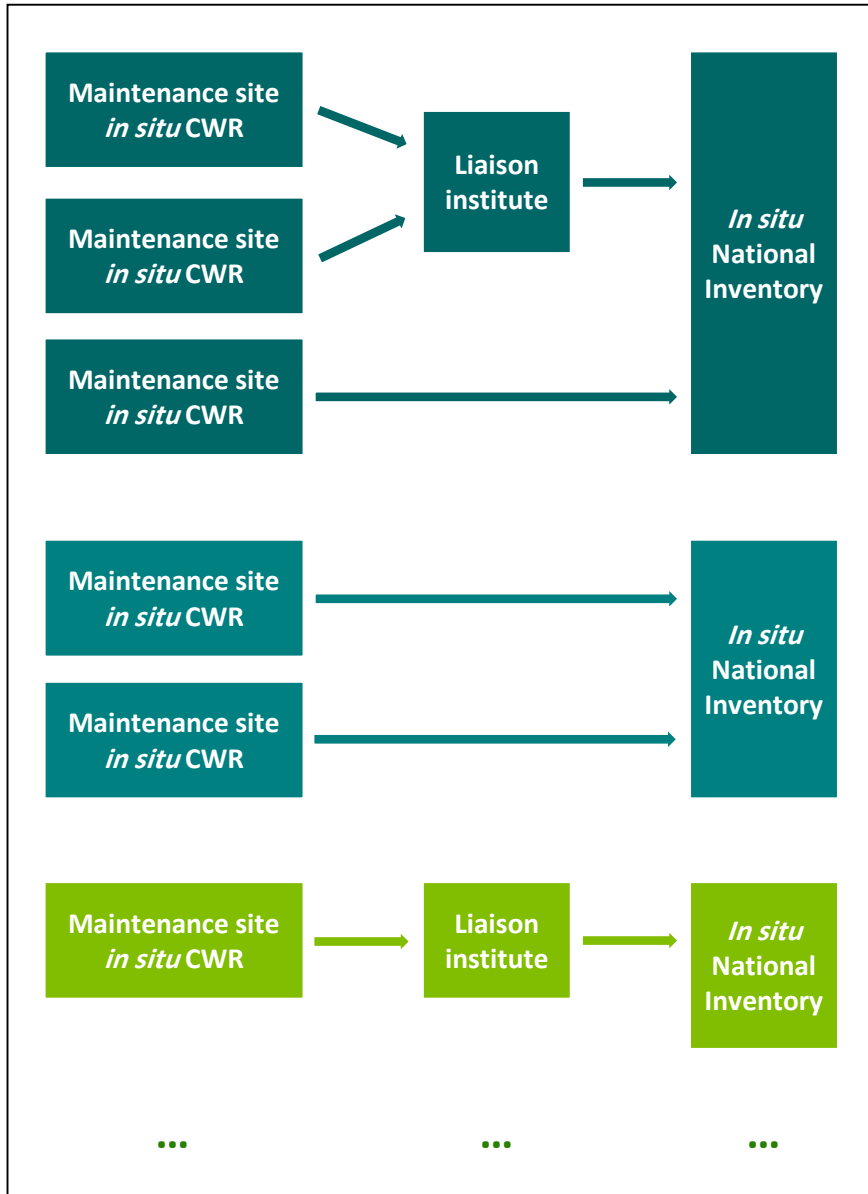 Maintenance site
in situ CWR
Liaison
institute
In situ
National
Inventory
Maintenance site
in situ CWR
Maintenance site
in situ CWR
Maintenance site
in situ CWR
In situ
National
Inventory
Maintenance site
in situ CWR
Maintenance site
in situ CWR
Liaison
institute
In situ
National
Inventory
... ... ...